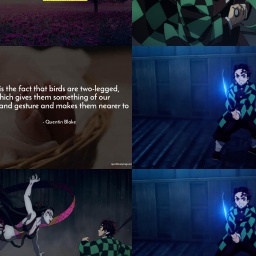 is the fact that birds are two-legged,
hich gives them something of our
and gesture and makes them nearer to
- Quentin Blake